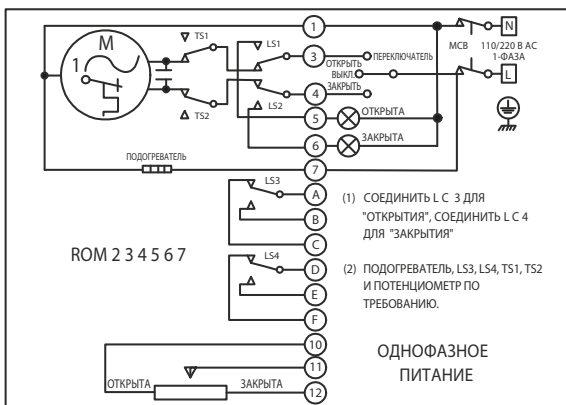 M
1
TS1
TS2
LS1
LS2
1
3
4
5
6
7
ПЕРЕКЛЮЧАТЕЛЬ
ОТКРЫТЬ
ВЫКЛ.
ЗАКРЫТЬ
ОТКРЫТА
ЗАКРЫТА
МСВ
110/220 В AC
1-ФАЗА
N
L
ПОДОГРЕВАТЕЛЬ
LS3
A
B
C
LS4
D
E
F
ROM 2 3 4 5 6 7
(1) СОЕДИНИТЬ L С 3 ДЛЯ
"ОТКРЫТИЯ", СОЕДИНИТЬ L С 4
ДЛЯ "ЗАКРЫТИЯ"
(2) ПОДОГРЕВАТЕЛЬ, LS3, LS4, TS1, TS2
И ПОТЕНЦИОМЕТР ПО
ТРЕБОВАНИЮ.
10
11
12
ОТКРЫТА
ЗАКРЫТА
ОДНОФАЗНОЕ
ПИТАНИЕ